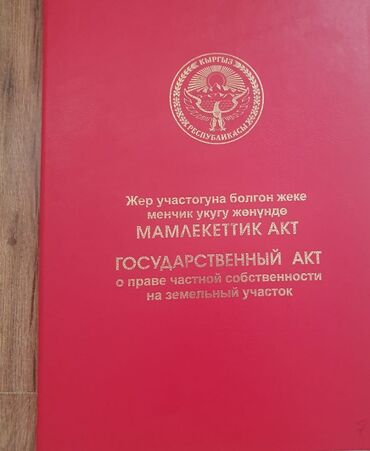 КЫРГЫЗ
РЕСПУБЛИКАСЫ
Жер участогуна болгон жеке
менчик укугу жөнүндө
МАМЛЕКЕТТИК АКТ
ГОСУДАРСТВЕННЫЙ АКТ
о праве частной собственности
на земельный участок